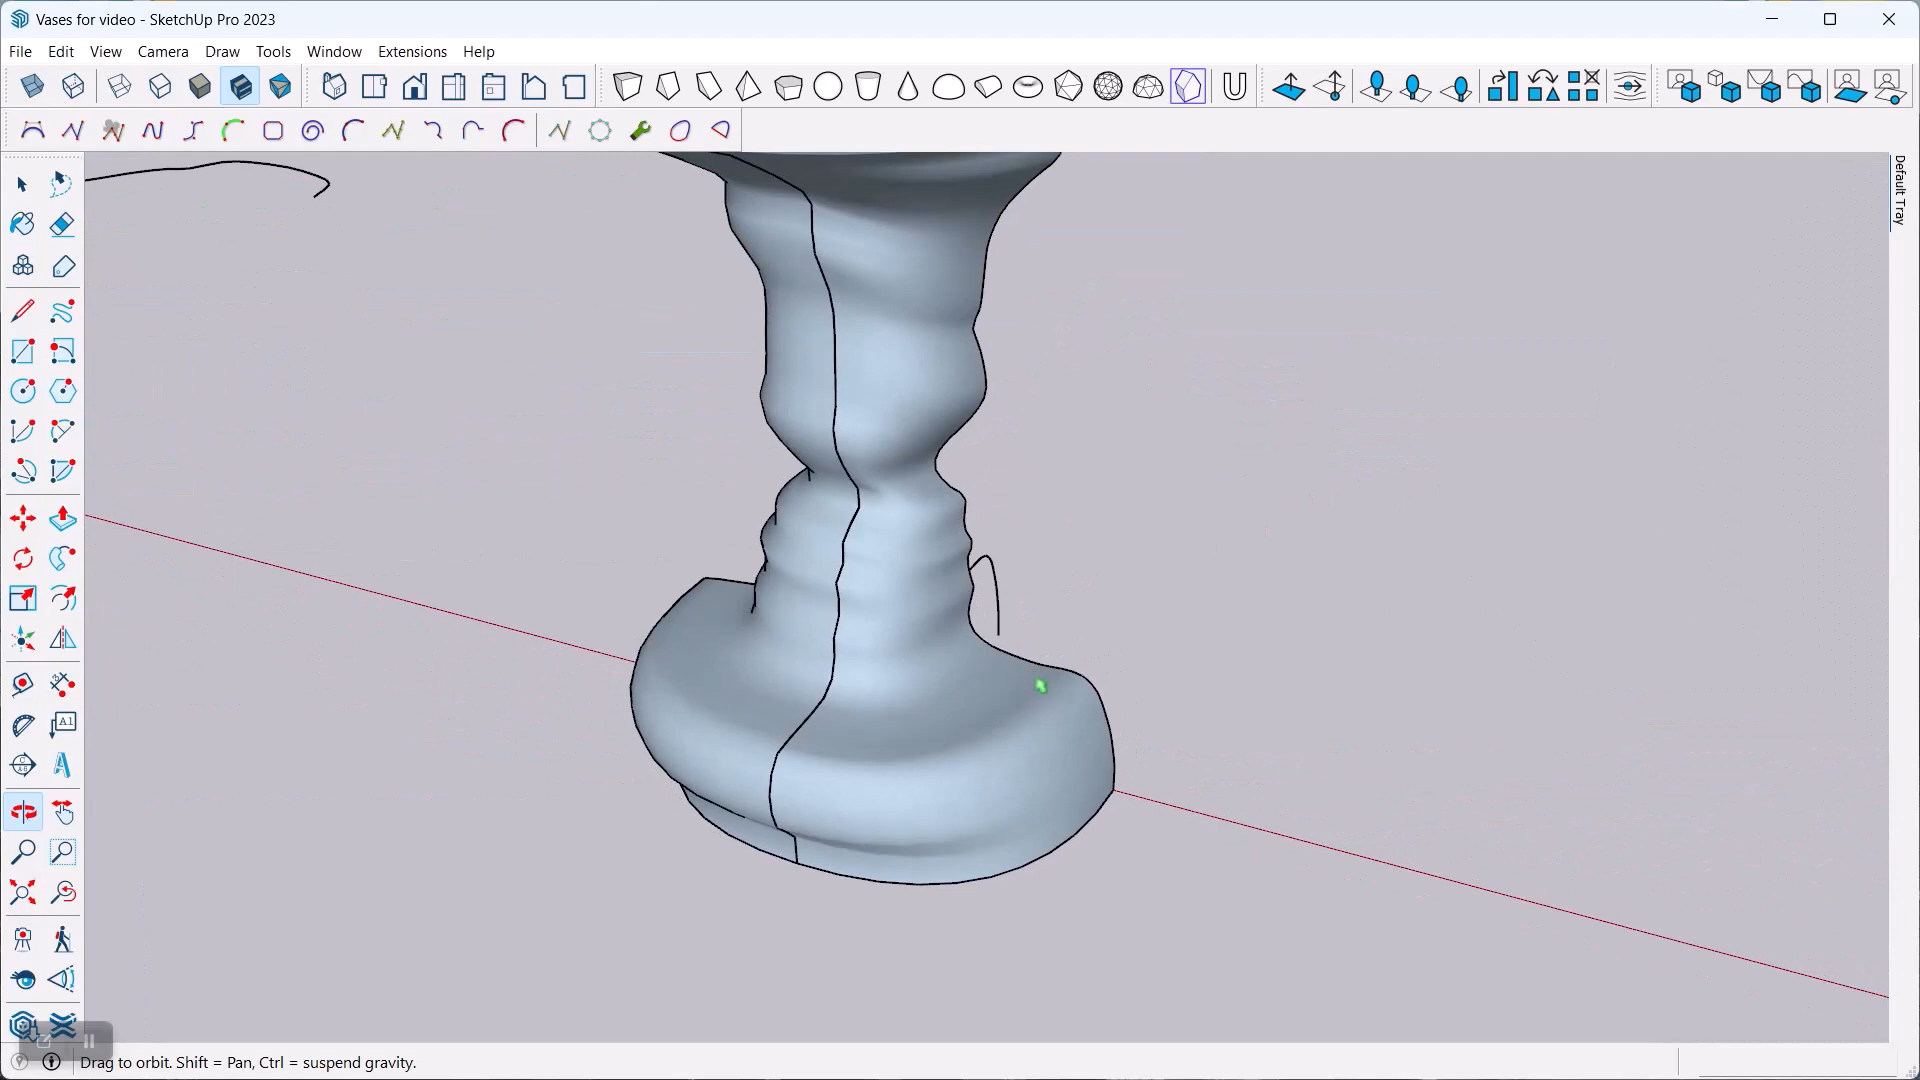 Vases for video - SketchUp Pro 2023
File Edit View Camera Draw Tools Window Extensions Help
Default Tray
A1
A
Drag to orbit. Shift = Pan, Ctrl = suspend gravity.